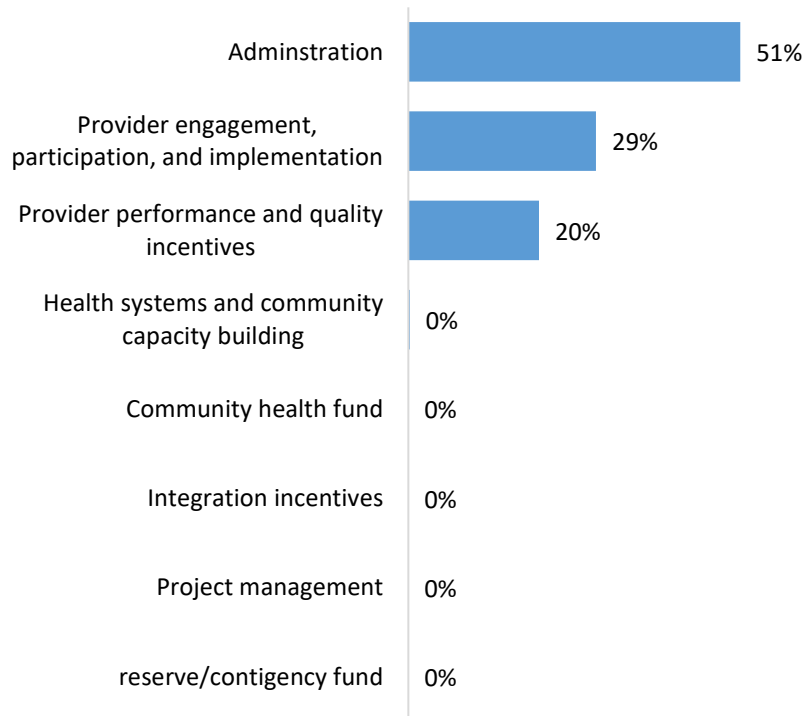 Adminstration
51%
Provider engagement,
participation, and implementation
29%
Provider performance and quality
incentives
20%
Health systems and community
capacity building
0%
Community health fund
0%
Integration incentives
0%
Project management
0%
reserve/contigency fund
0%